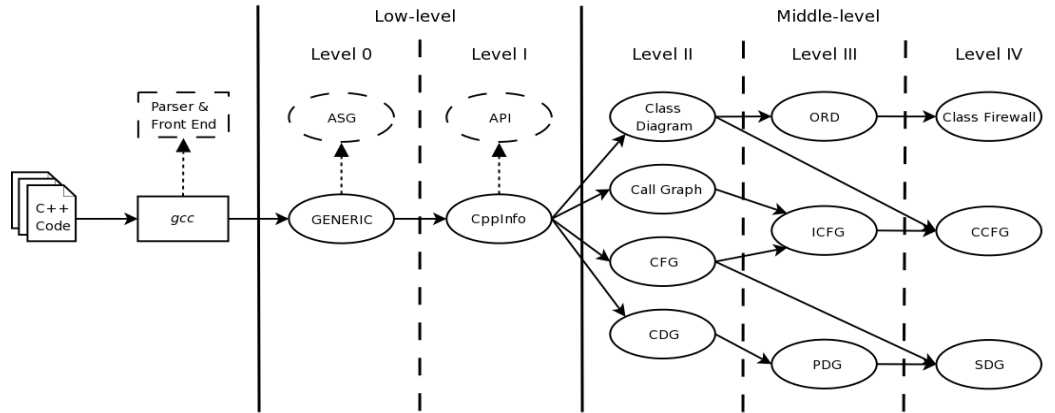 Low-level
Middle-level
Level 0
Level I
Level II
Level III
Level IV
Parser &
Front End
ASG
API
Class
Diagram
ORD
Class Firewall
Call Graph
C++
Code
gcc
GENERIC
CppInfo
ICFG
CCFG
CFG
CDG
PDG
SDG